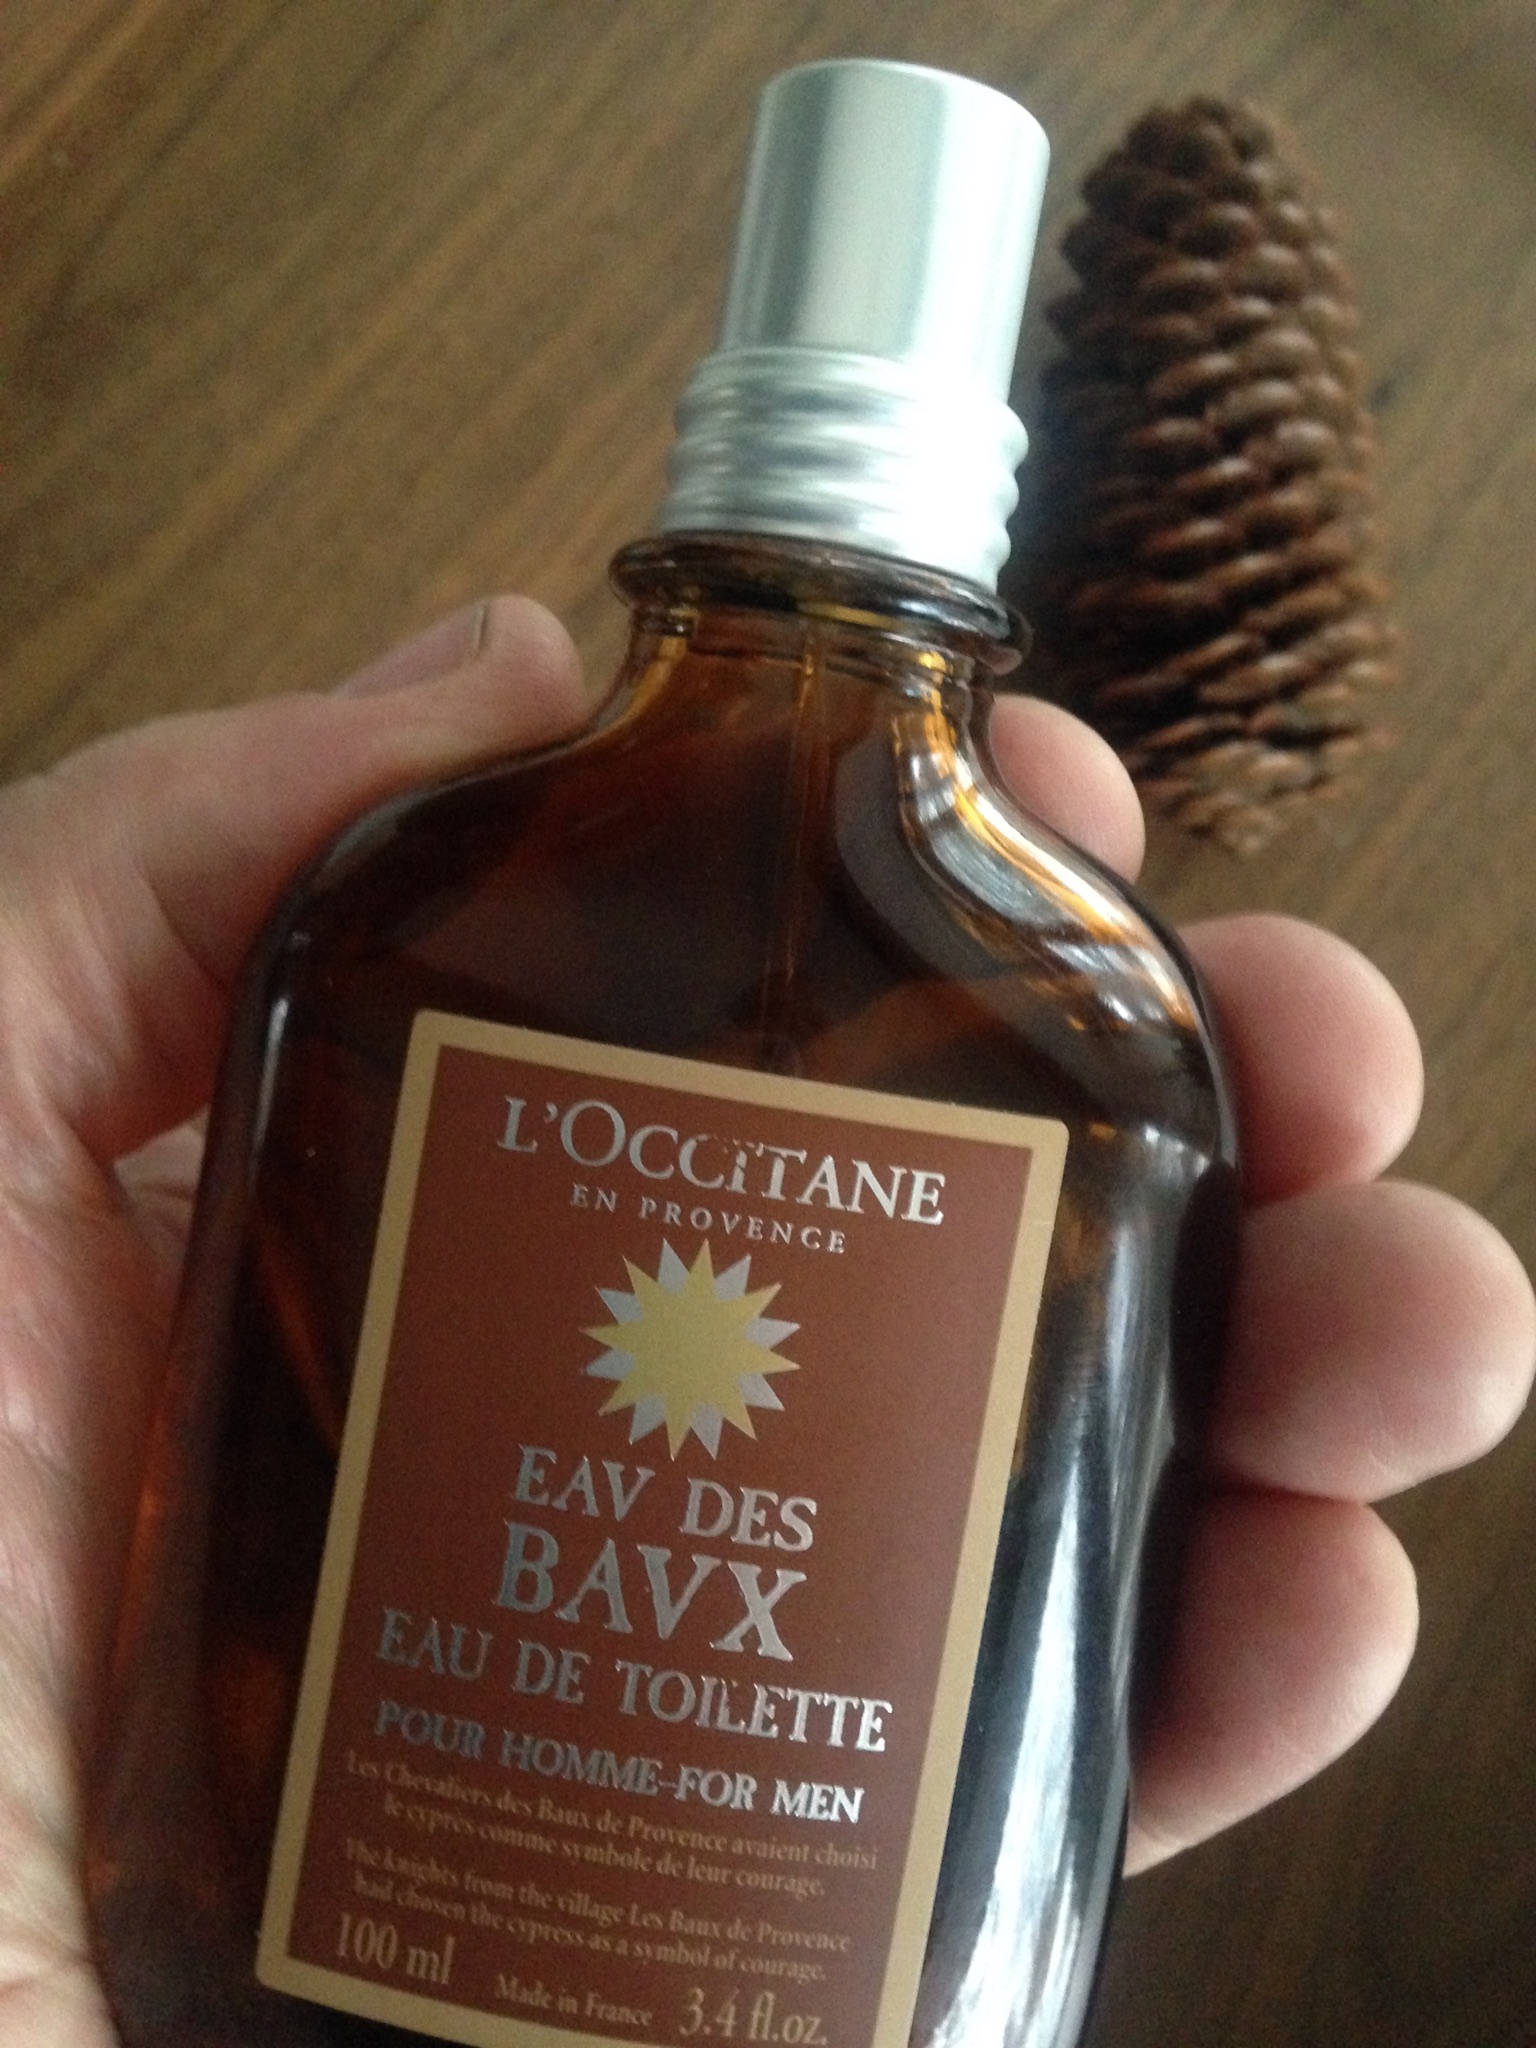 L'OCCITANE
EN PROVENCE
EAV DES
BAVX
EAU DE TOILETTE
POUR HOMME-FOR MEN
Les Chevaliers des Baux de Provence avaient choisi
le cyprès comme symbole de leur courage.
The knights from the village Les Baux de Provence
had chosen the cypress as a symbol of courage.
100 ml Made in France 3.4 fl.oz.